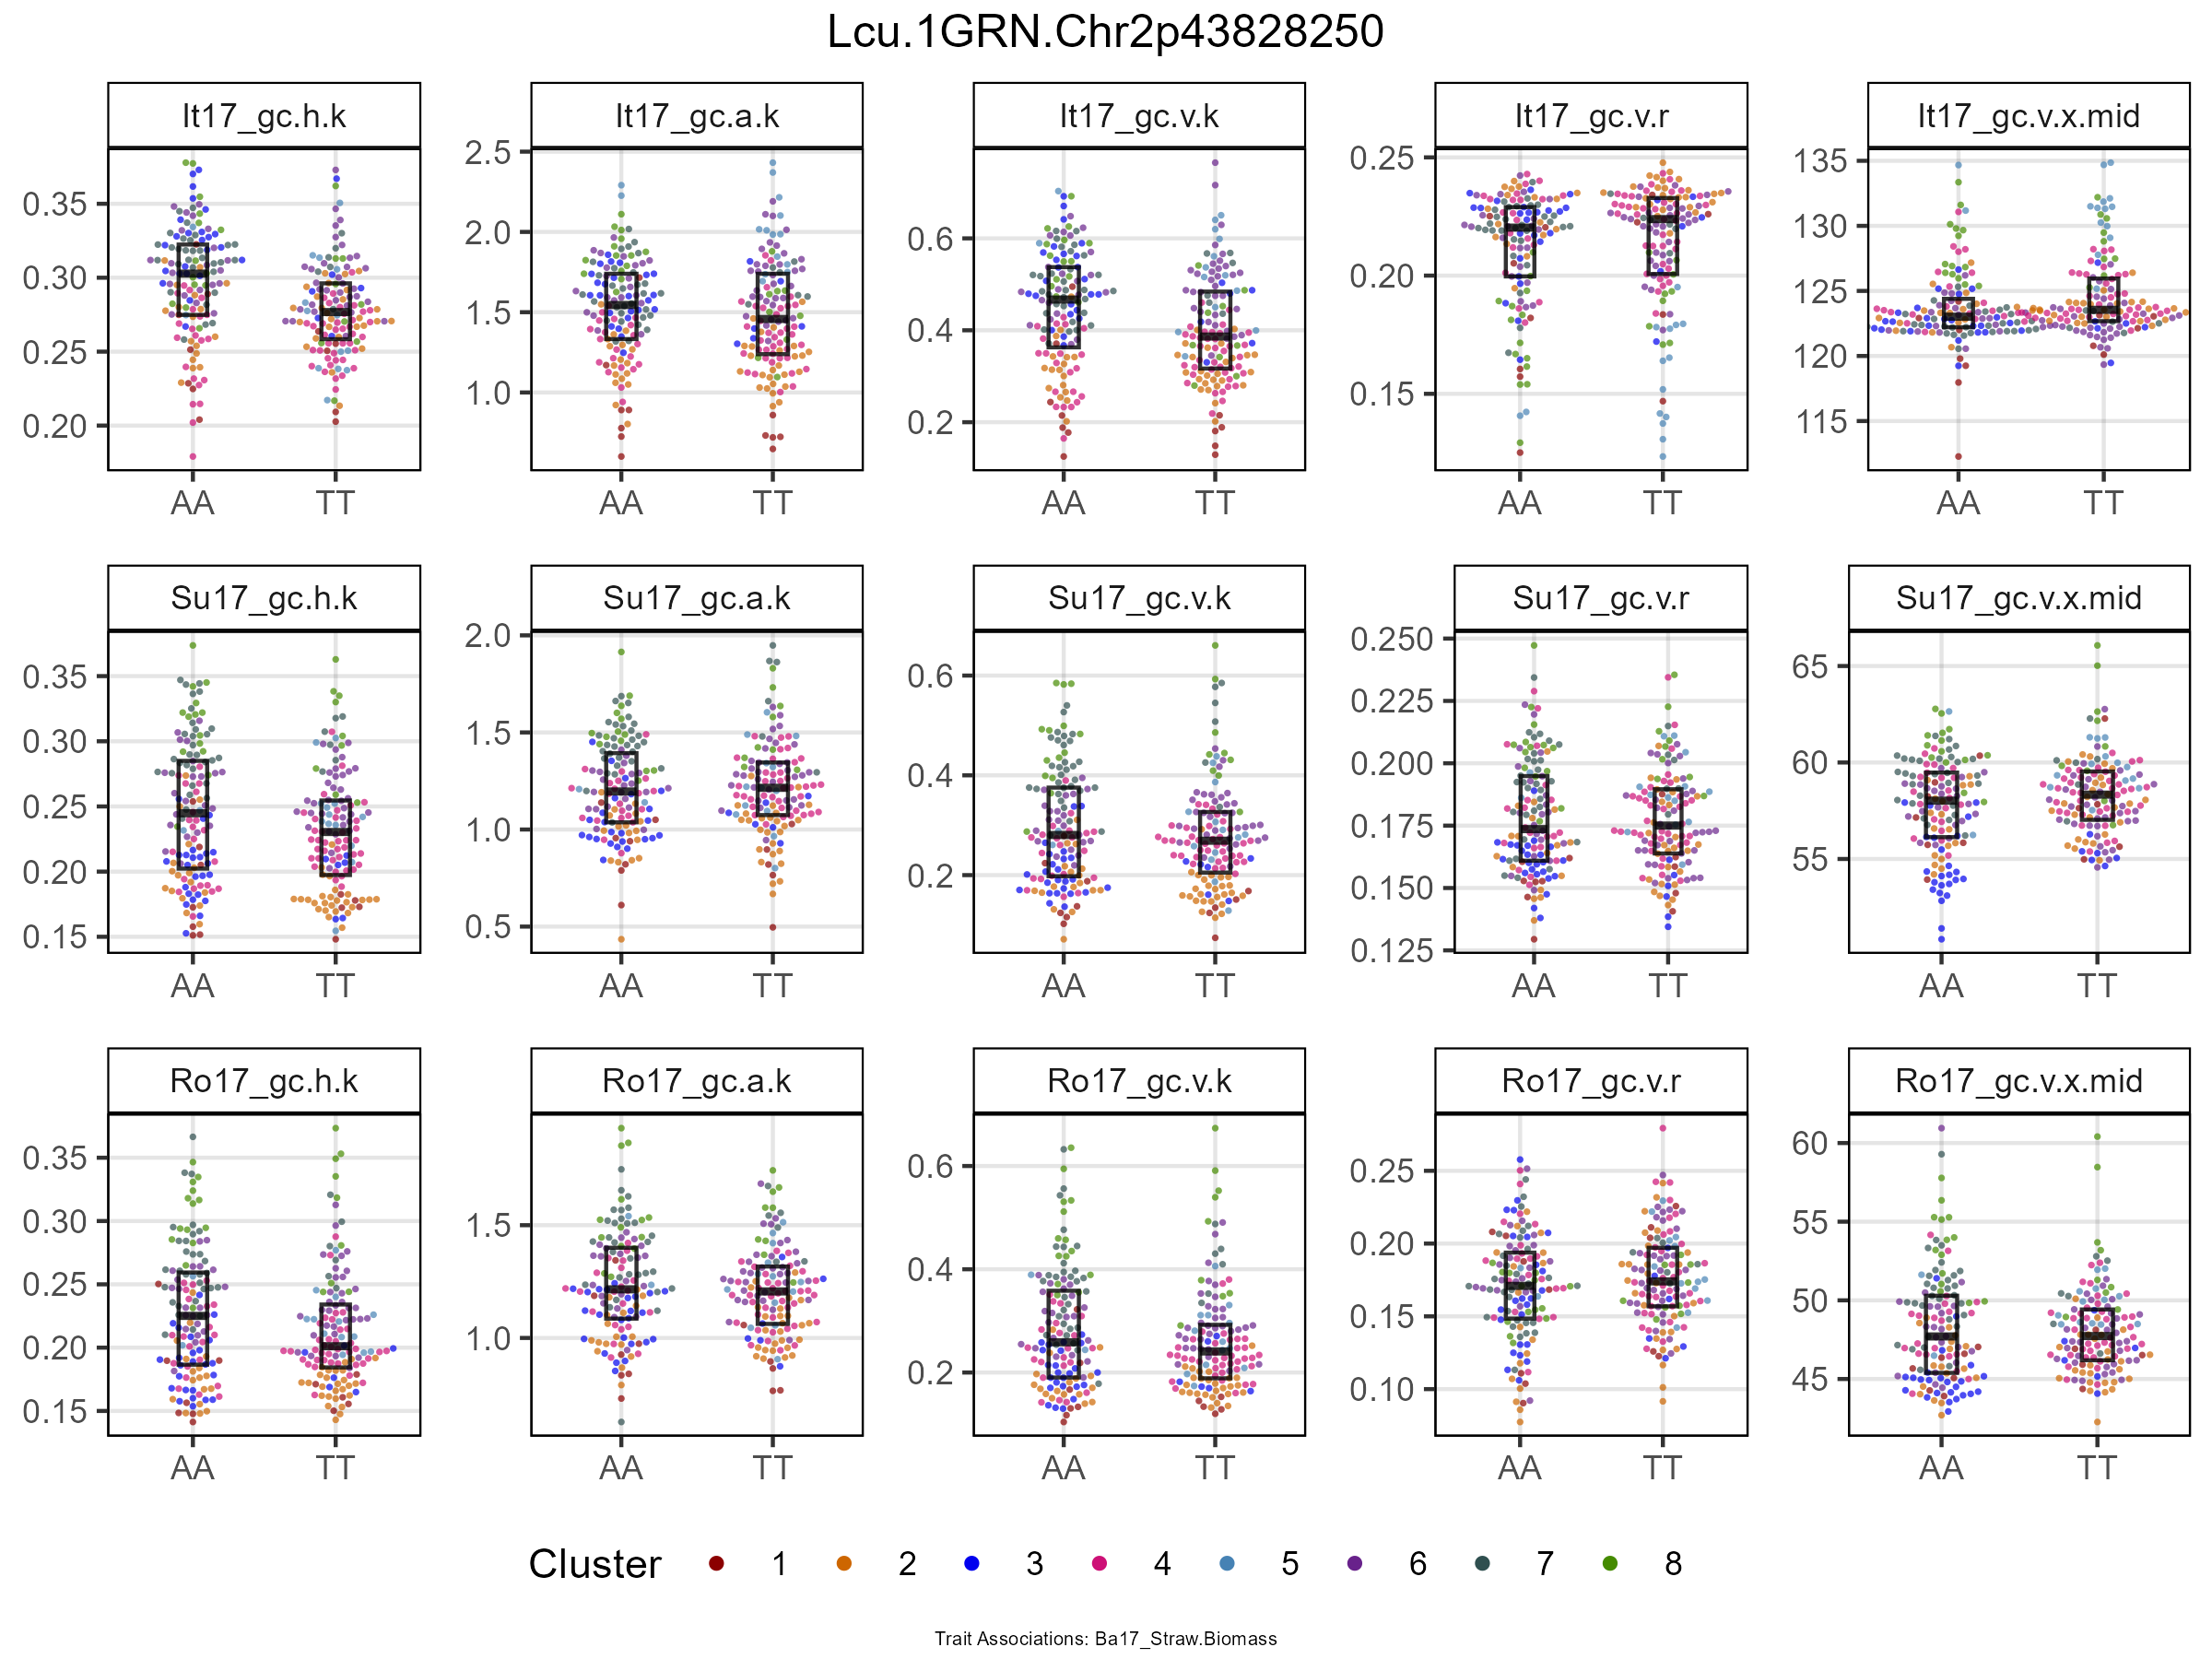 Lcu.1GRN.Chr2p43828250
It17_gc.h.k It17_gc.a.k It17_gc.v.k It17_gc.v.r It17_gc.v.x.mid
0.35 0.30 0.25 0.20
2.5 2.0 1.5 1.0
0.6 0.4 0.2
0.25 0.20 0.15
135 130 125 120 115
AA TT AA TT AA TT AA TT AA TT
Su17_gc.h.k Su17_gc.a.k Su17_gc.v.k Su17_gc.v.r Su17_gc.v.x.mid
0.35 0.30 0.25 0.20 0.15
2.0 1.5 1.0 0.5
0.6 0.4 0.2
0.250 0.225 0.200 0.175 0.150 0.125
65 60 55
AA TT AA TT AA TT AA TT AA TT
Ro17_gc.h.k Ro17_gc.a.k Ro17_gc.v.k Ro17_gc.v.r Ro17_gc.v.x.mid
0.35 0.30 0.25 0.20 0.15
1.5 1.0
0.6 0.4 0.2
0.25 0.20 0.15 0.10
60 55 50 45
AA TT AA TT AA TT AA TT AA TT
Cluster 1 2 3 4 5 6 7 8
Trait Associations: Ba17_Straw.Biomass